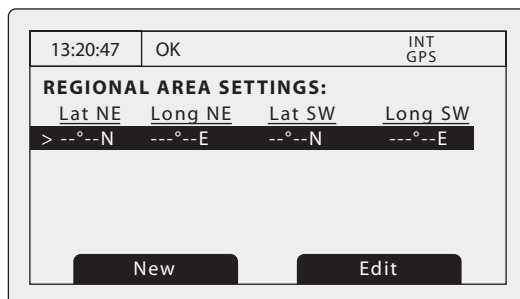 13:20:47 OK INT
GPS
REGIONAL AREA SETTINGS:
Lat NE Long NE Lat SW Long SW
> --°--N ---°--E --°--N ---°--E
New Edit